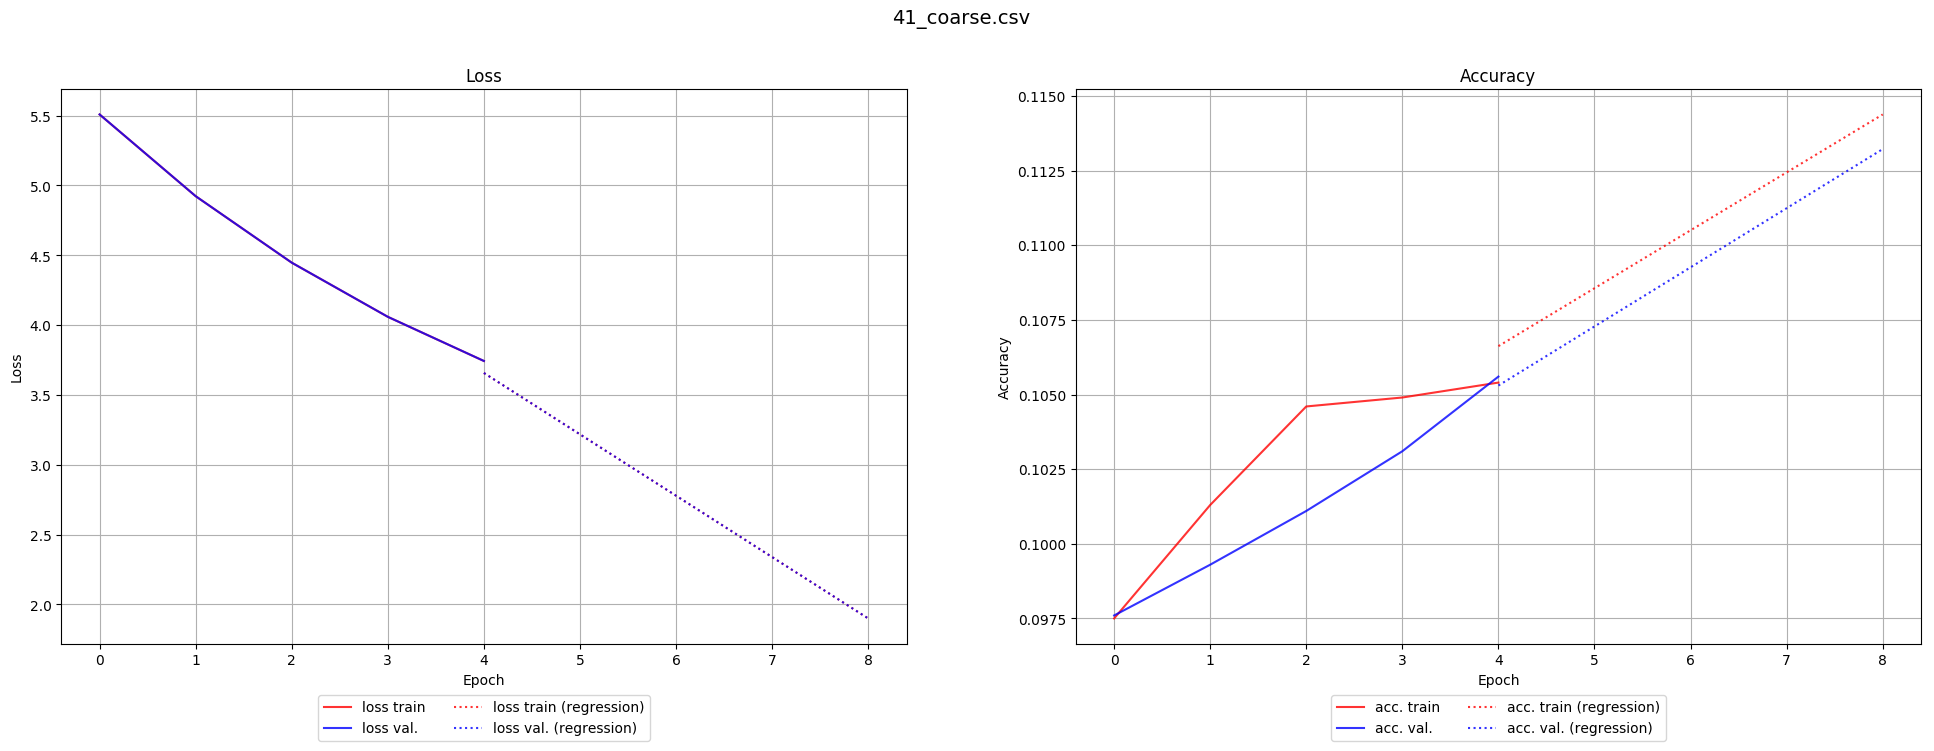 41_coarse.csv
Loss
5.5
5.0
4.5
4.0
3.5
3.0
2.5
2.0
Loss
0 1 2 3 4 5 6 7 8
Epoch
loss train loss train (regression)
loss val. loss val. (regression)
Accuracy
0.1150
0.1125
0.1100
0.1075
0.1050
0.1025
0.1000
0.0975
Accuracy
0 1 2 3 4 5 6 7 8
Epoch
acc. train acc. train (regression)
acc. val. acc. val. (regression)